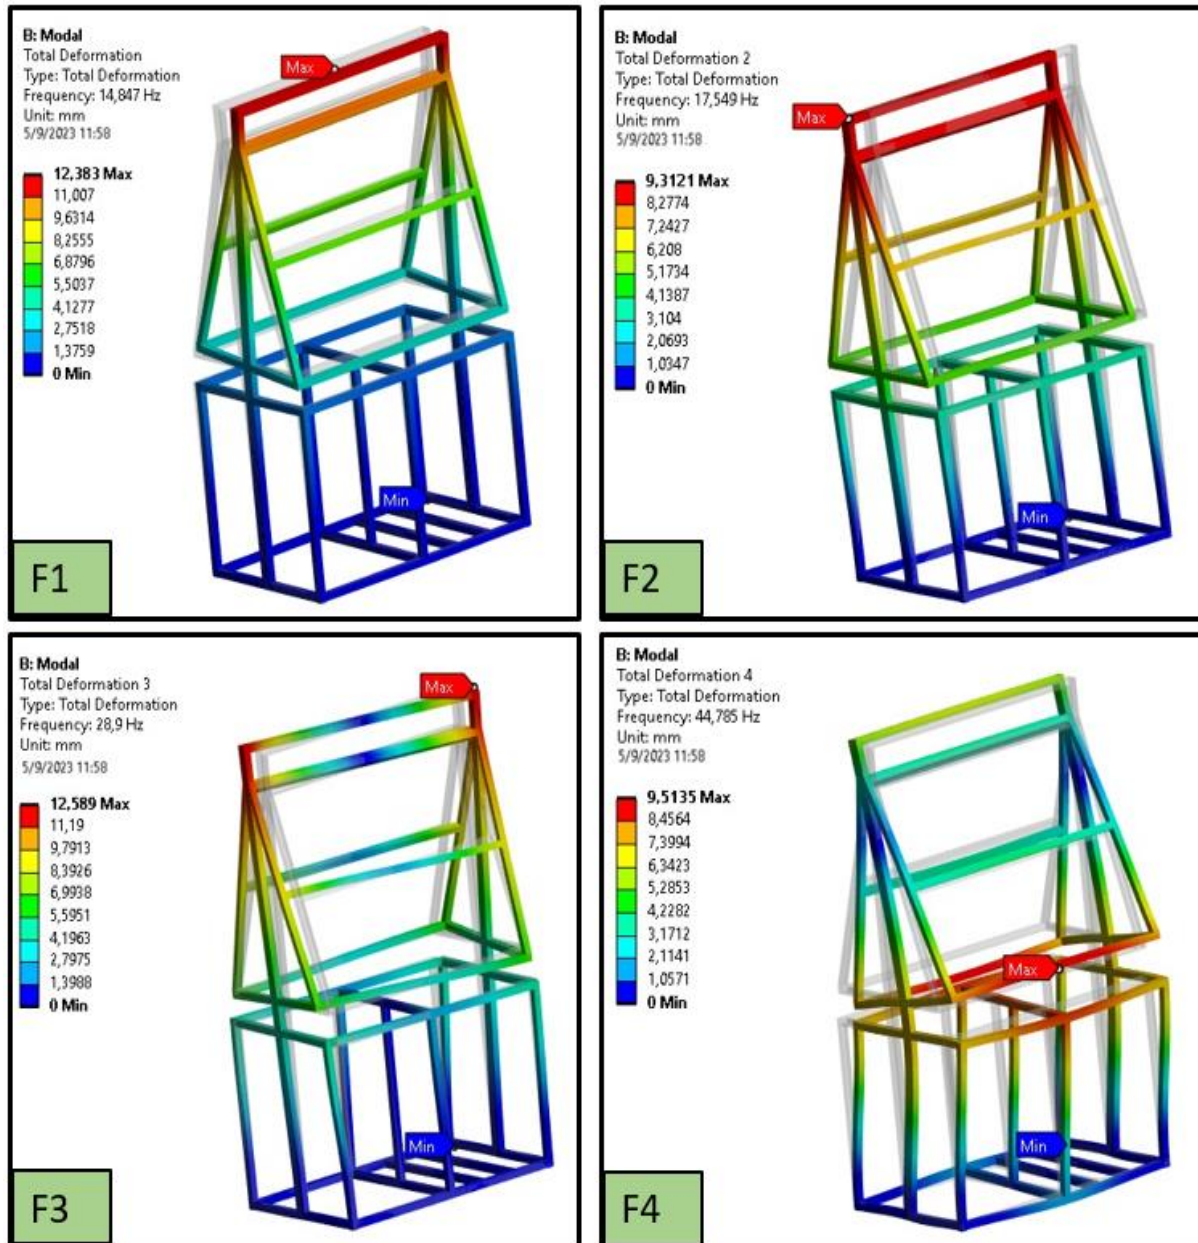 B: Modal
Total Deformation
Type: Total Deformation
Frequency: 14,847 Hz
Unit: mm
5/9/2023 11:58
12,383 Max
11,007
9,6314
8,2555
6,8796
5,5037
4,1277
2,7518
1,3759
0 Min
Max
Min
F1
B: Modal
Total Deformation 2
Type: Total Deformation
Frequency: 17,549 Hz
Unit: mm
5/9/2023 11:58
9,3121 Max
8,2774
7,2427
6,208
5,1734
4,1387
3,104
2,0693
1,0347
0 Min
Max
Min
F2
B: Modal
Total Deformation 3
Type: Total Deformation
Frequency: 28,9 Hz
Unit: mm
5/9/2023 11:58
12,589 Max
11,19
9,7913
8,3926
6,9938
5,5951
4,1963
2,7975
1,3988
0 Min
Max
Min
F3
B: Modal
Total Deformation 4
Type: Total Deformation
Frequency: 44,785 Hz
Unit: mm
5/9/2023 11:58
9,5135 Max
8,4564
7,3994
6,3423
5,2853
4,2282
3,1712
2,1141
1,0571
0 Min
Max
Min
F4